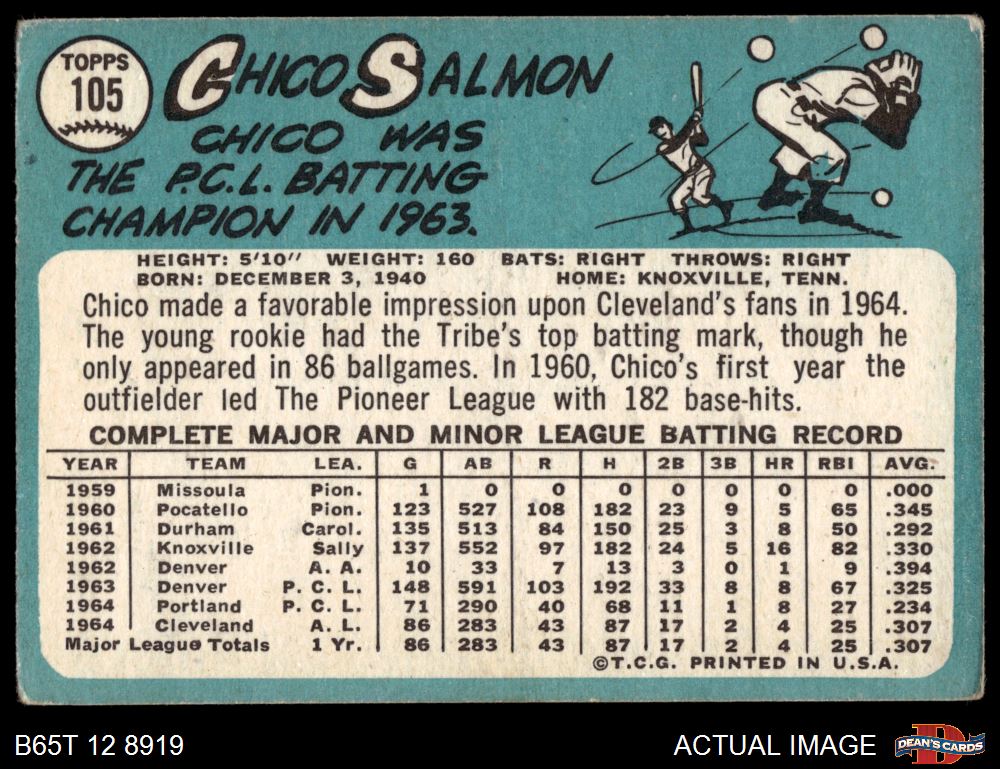 TOPPS
105
CHICO SALMON
CHICO WAS
THE P.C.L. BATTING
CHAMPION IN 1963.
HEIGHT: 5'10" WEIGHT: 160 BATS: RIGHT THROWS: RIGHT
BORN: DECEMBER 3, 1940 HOME: KNOXVILLE, TENN.
Chico made a favorable impression upon Cleveland's fans in 1964.
The young rookie had the Tribe's top batting mark, though he
only appeared in 86 ballgames. In 1960, Chico's first year the
outfielder led The Pioneer League with 182 base-hits.
COMPLETE MAJOR AND MINOR LEAGUE BATTING RECORD
YEAR TEAM LEA. G AB R H 2B 3B HR RBI AVG.
1959 Missoula Pion. 1 0 0 0 0 0 0 0 .000
1960 Pocatello Pion. 123 527 108 182 23 9 5 65 .345
1961 Durham Carol. 135 513 84 150 25 3 8 50 .292
1962 Knoxville Sally 137 552 97 182 24 5 16 82 .330
1962 Denver A. A. 10 33 7 13 3 0 1 9 .394
1963 Denver P. C. L. 148 591 103 192 33 8 8 67 .325
1964 Portland P. C. L. 71 290 40 68 11 1 8 27 .234
1964 Cleveland A. L. 86 283 43 87 17 2 4 25 .307
Major League Totals 1 Yr. 86 283 43 87 17 2 4 25 .307
©T.C.G. PRINTED IN U.S.A.
B65T 12 8919
ACTUAL IMAGE
DEAN'S CARDS